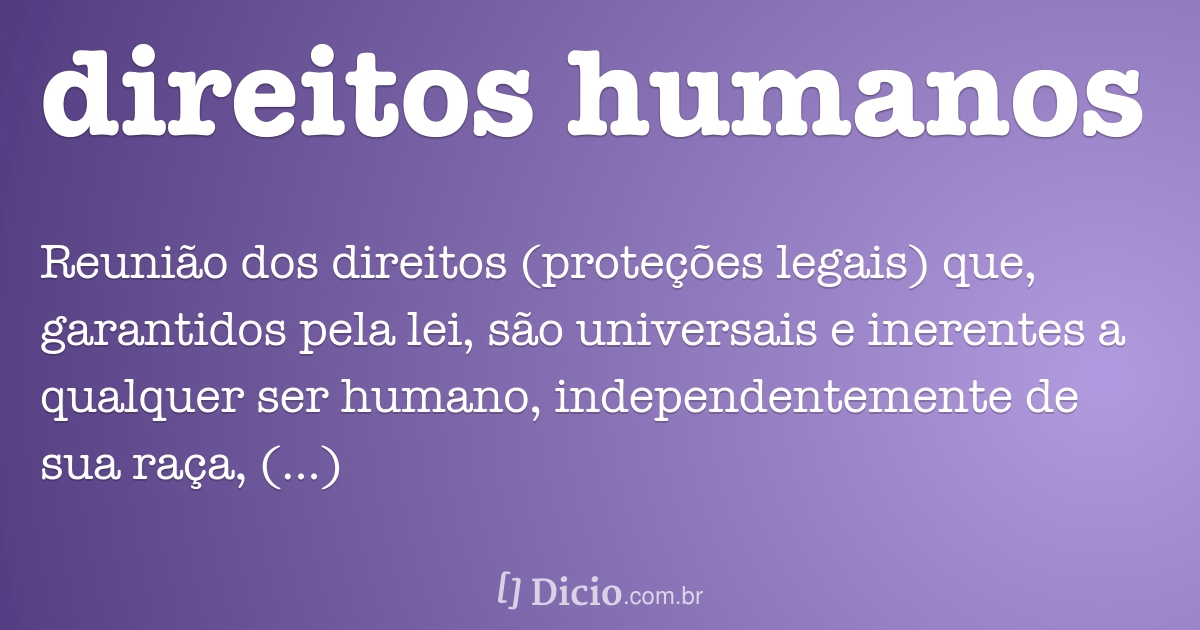 direitos humanos
Reunião dos direitos (proteções legais) que,
garantidos pela lei, são universais e inerentes a
qualquer ser humano, independentemente de
sua raça, (...)
[] Dicio.com.br